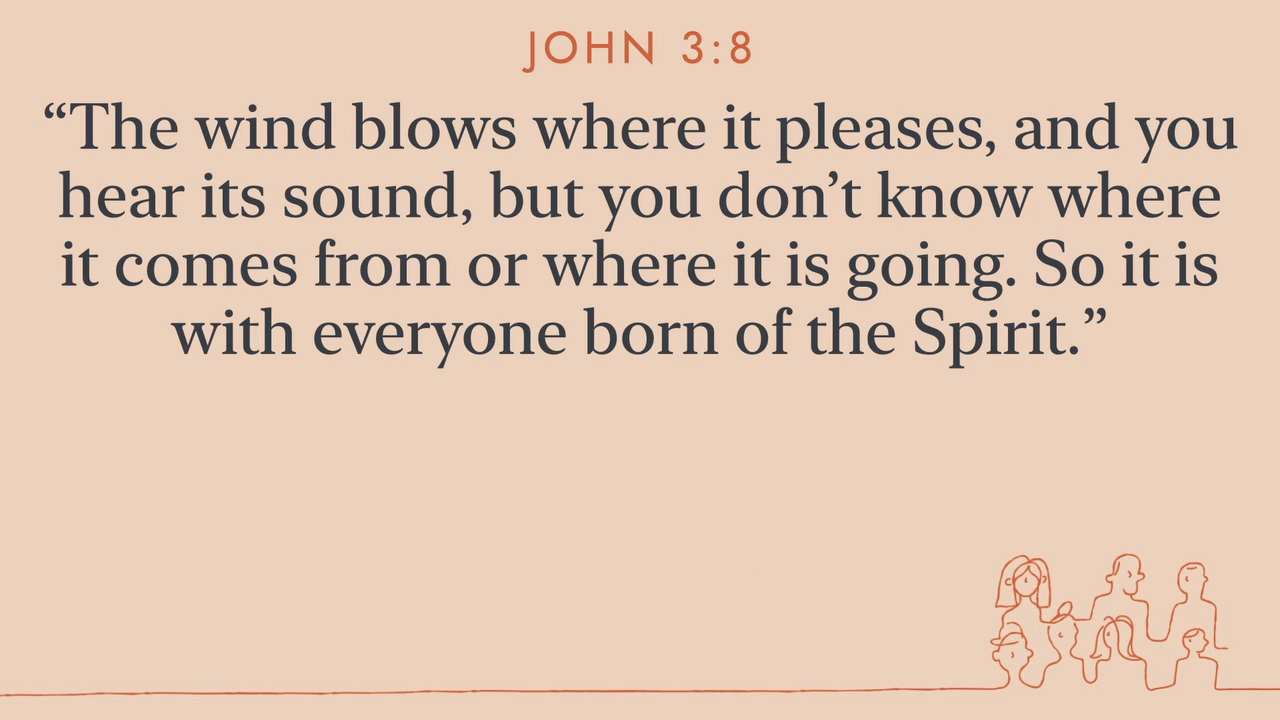 JOHN 3:8
“The wind blows where it pleases, and you
hear its sound, but you don’t know where
it comes from or where it is going. So it is
with everyone born of the Spirit.”